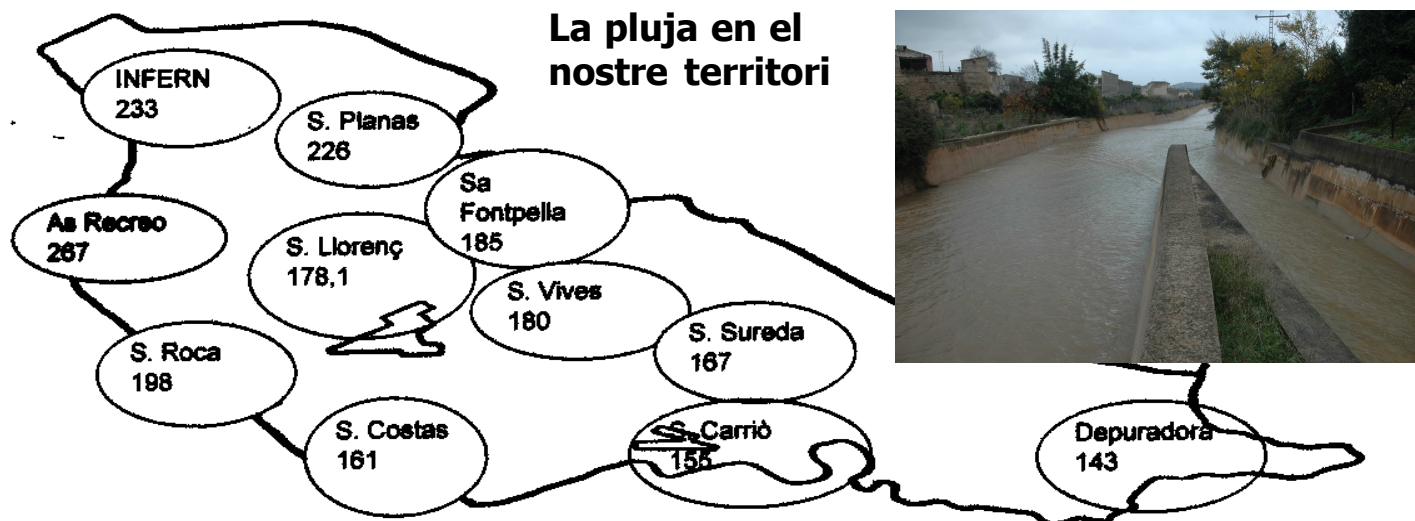 La pluja en el
nostre territori
INFERN
233
S. Planas
226
Sa
Fontpella
185
As Recreo
267
S. Llorenç
178,1
S. Vives
180
S. Sureda
167
S. Roca
198
S. Costas
161
S. Carriò
155
Depuradora
143